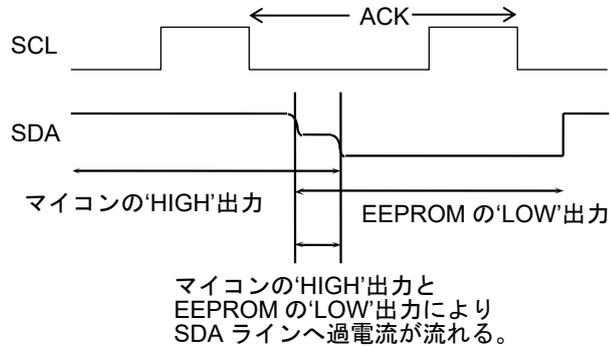 ACK
SCL
SDA
マイコンの‘HIGH’出力
EEPROM の‘LOW’出力
マイコンの‘HIGH’出力と
EEPROM の‘LOW’出力により
SDA ラインへ過電流が流れる。